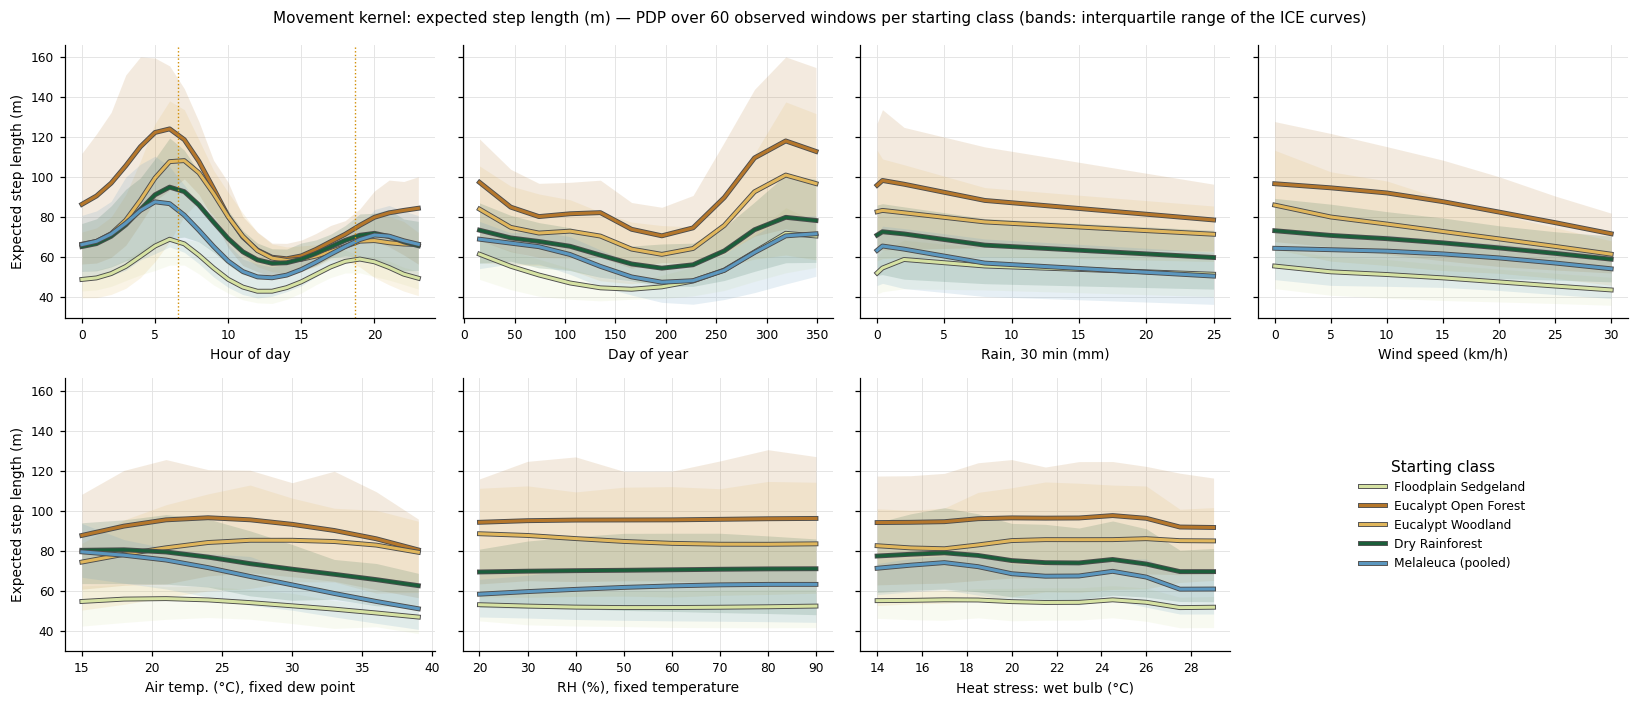 Movement kernel: expected step length (m) — PDP over 60 observed windows per starting class (bands: interquartile range of the ICE curves)
Expected step length (m)
160
140
120
100
80
60
40
0 5 10 15 20
Hour of day
0 50 100 150 200 250 300 350
Day of year
0 5 10 15 20 25
Rain, 30 min (mm)
0 5 10 15 20 25 30
Wind speed (km/h)
Expected step length (m)
160
140
120
100
80
60
40
15 20 25 30 35 40
Air temp. (°C), fixed dew point
20 30 40 50 60 70 80 90
RH (%), fixed temperature
14 16 18 20 22 24 26 28
Heat stress: wet bulb (°C)
Starting class
Floodplain Sedgeland
Eucalypt Open Forest
Eucalypt Woodland
Dry Rainforest
Melaleuca (pooled)